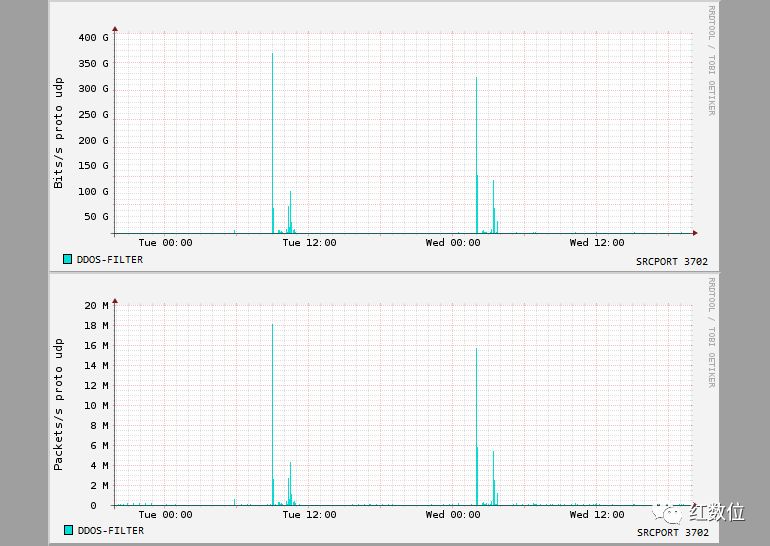 400 G
350 G
300 G
250 G
200 G
150 G
100 G
50 G
Bits/s proto udp
RRDTOOL / TOBI OETIKER
Tue 00:00 Tue 12:00 Wed 00:00 Wed 12:00
DDOS-FILTER
SRCPORT 3702
20 M
18 M
16 M
14 M
12 M
10 M
8 M
6 M
4 M
2 M
0
Packets/s proto udp
RRDTOOL / TOBI OETIKER
Tue 00:00 Tue 12:00 Wed 00:00 Wed 12:00
DDOS-FILTER
SRCPORT 3702
红数位